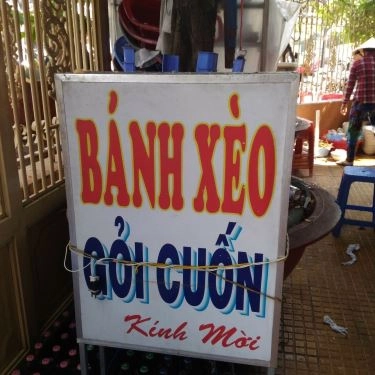 BÁNH XÈO
GỎI CUỐN
Kính Mời